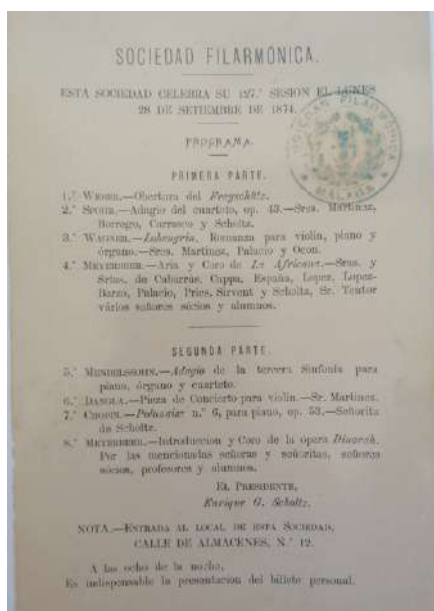 SOCIEDAD FILARMÓNICA.
ESTA SOCIEDAD CELEBRA SU 127.ª SESION EL LUNES
28 DE SETIEMBRE DE 1874.
SOCIEDAD FILARMÓNICA
MÁLAGA
PROGRAMA.
PRIMERA PARTE.
1.º WEBER.—Obertura del Freyschütz.
2.º SPOHR.—Adagio del cuarteto, op. 43.—Sres. Martinez,
Borrego, Carrasco y Scholtz.
3.º WAGNER.—Lohengrin, Romanza para violin, piano y
órgano.—Sres. Martinez, Palacio y Ocon.
4.º MEYERBEER.—Aria y Coro de La Africana.—Sras. y
Srtas. de Cabarrús, Cappa, España, Lopez, Lopez-
Barzo, Palacio, Pries, Sirvent y Scholtz, Sr. Tentor
várìos señores sócios y alumnos.
SEGUNDA PARTE.
5.º MENDELSSOHN.—Adagio de la tercera Sinfonía para
piano, órgano y cuarteto.
6.º DANGLA.—Pieza de Concierto para violin.—Sr. Martinez.
7.º CHOPIN.—n.º 6, para piano, op. 53.—Señorita
de Scholtz.
8.º MEYERBEER.—Introduccion y Coro de la ópera Dinorah.
Por las mencionadas señoras y señoritas, señores
sócios, profesores y alumnos.
EL PRESIDENTE,
Enrique G. Scholtz.
NOTA.—ENTRADA AL LOCAL DE ESTA SOCIEDAD,
CALLE DE ALMACENES, N.º 12.
A las ocho de la noche.
Es indispensable la presentacion del billete personal.